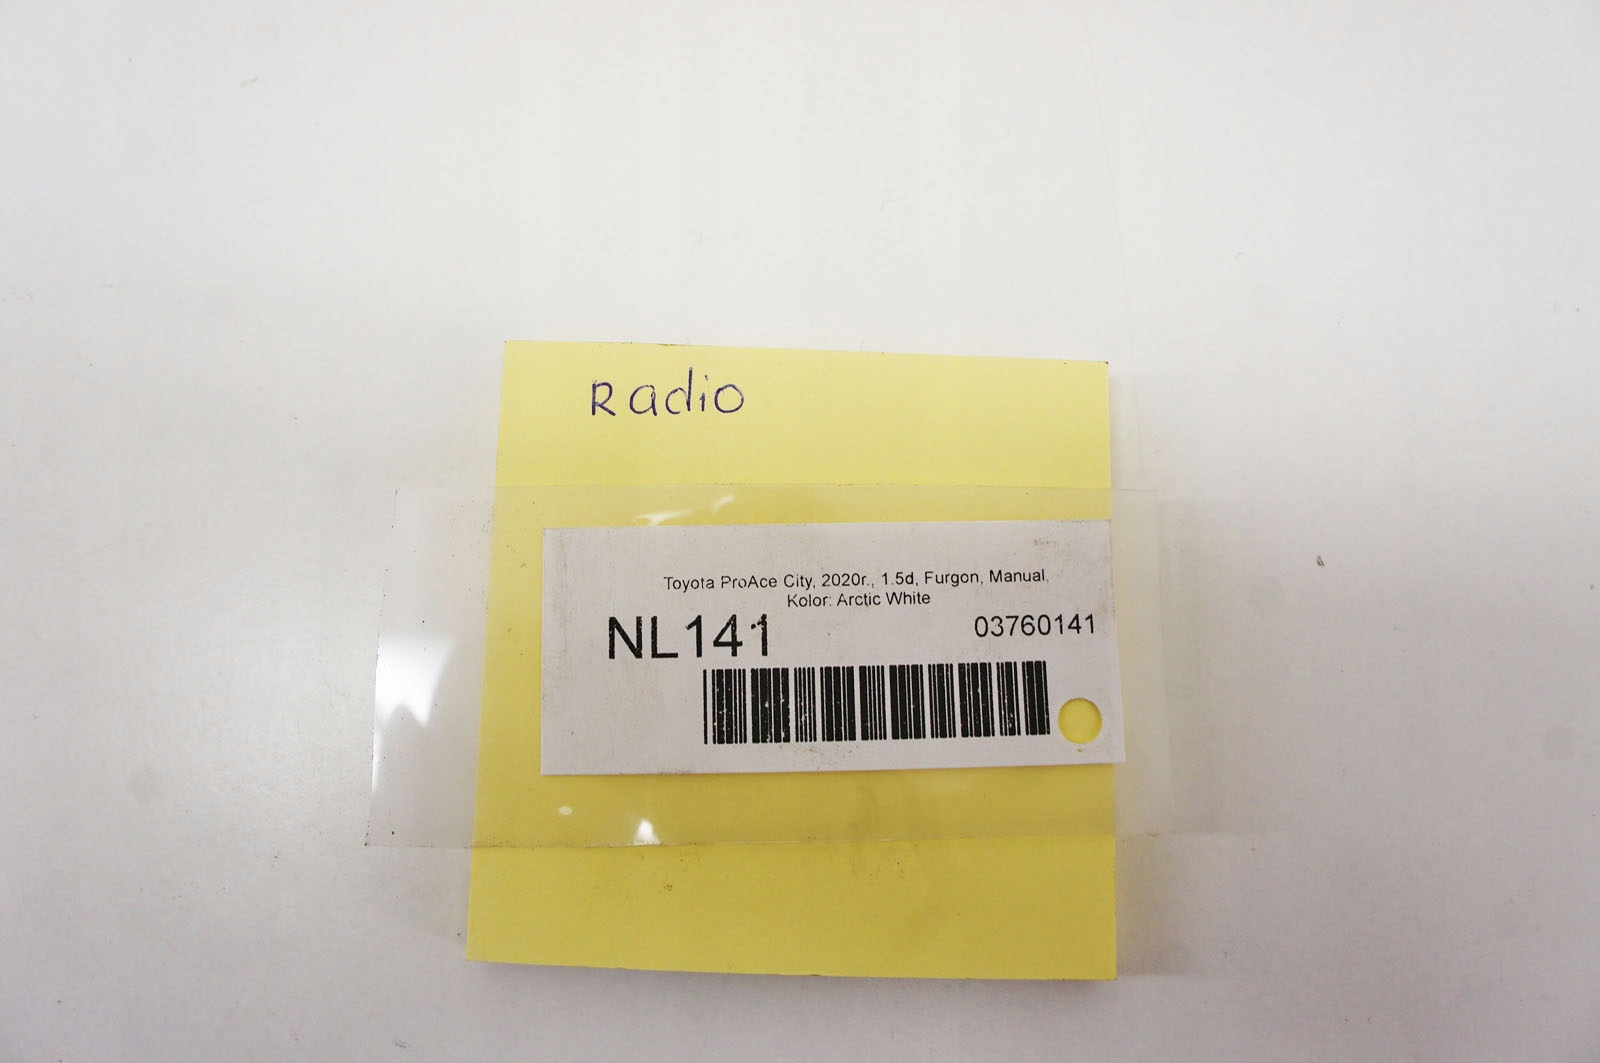 Radio
Toyota ProAce City, 2020r., 1.5d, Furgon, Manual,
Kolor: Arctic White
NL141
03760141